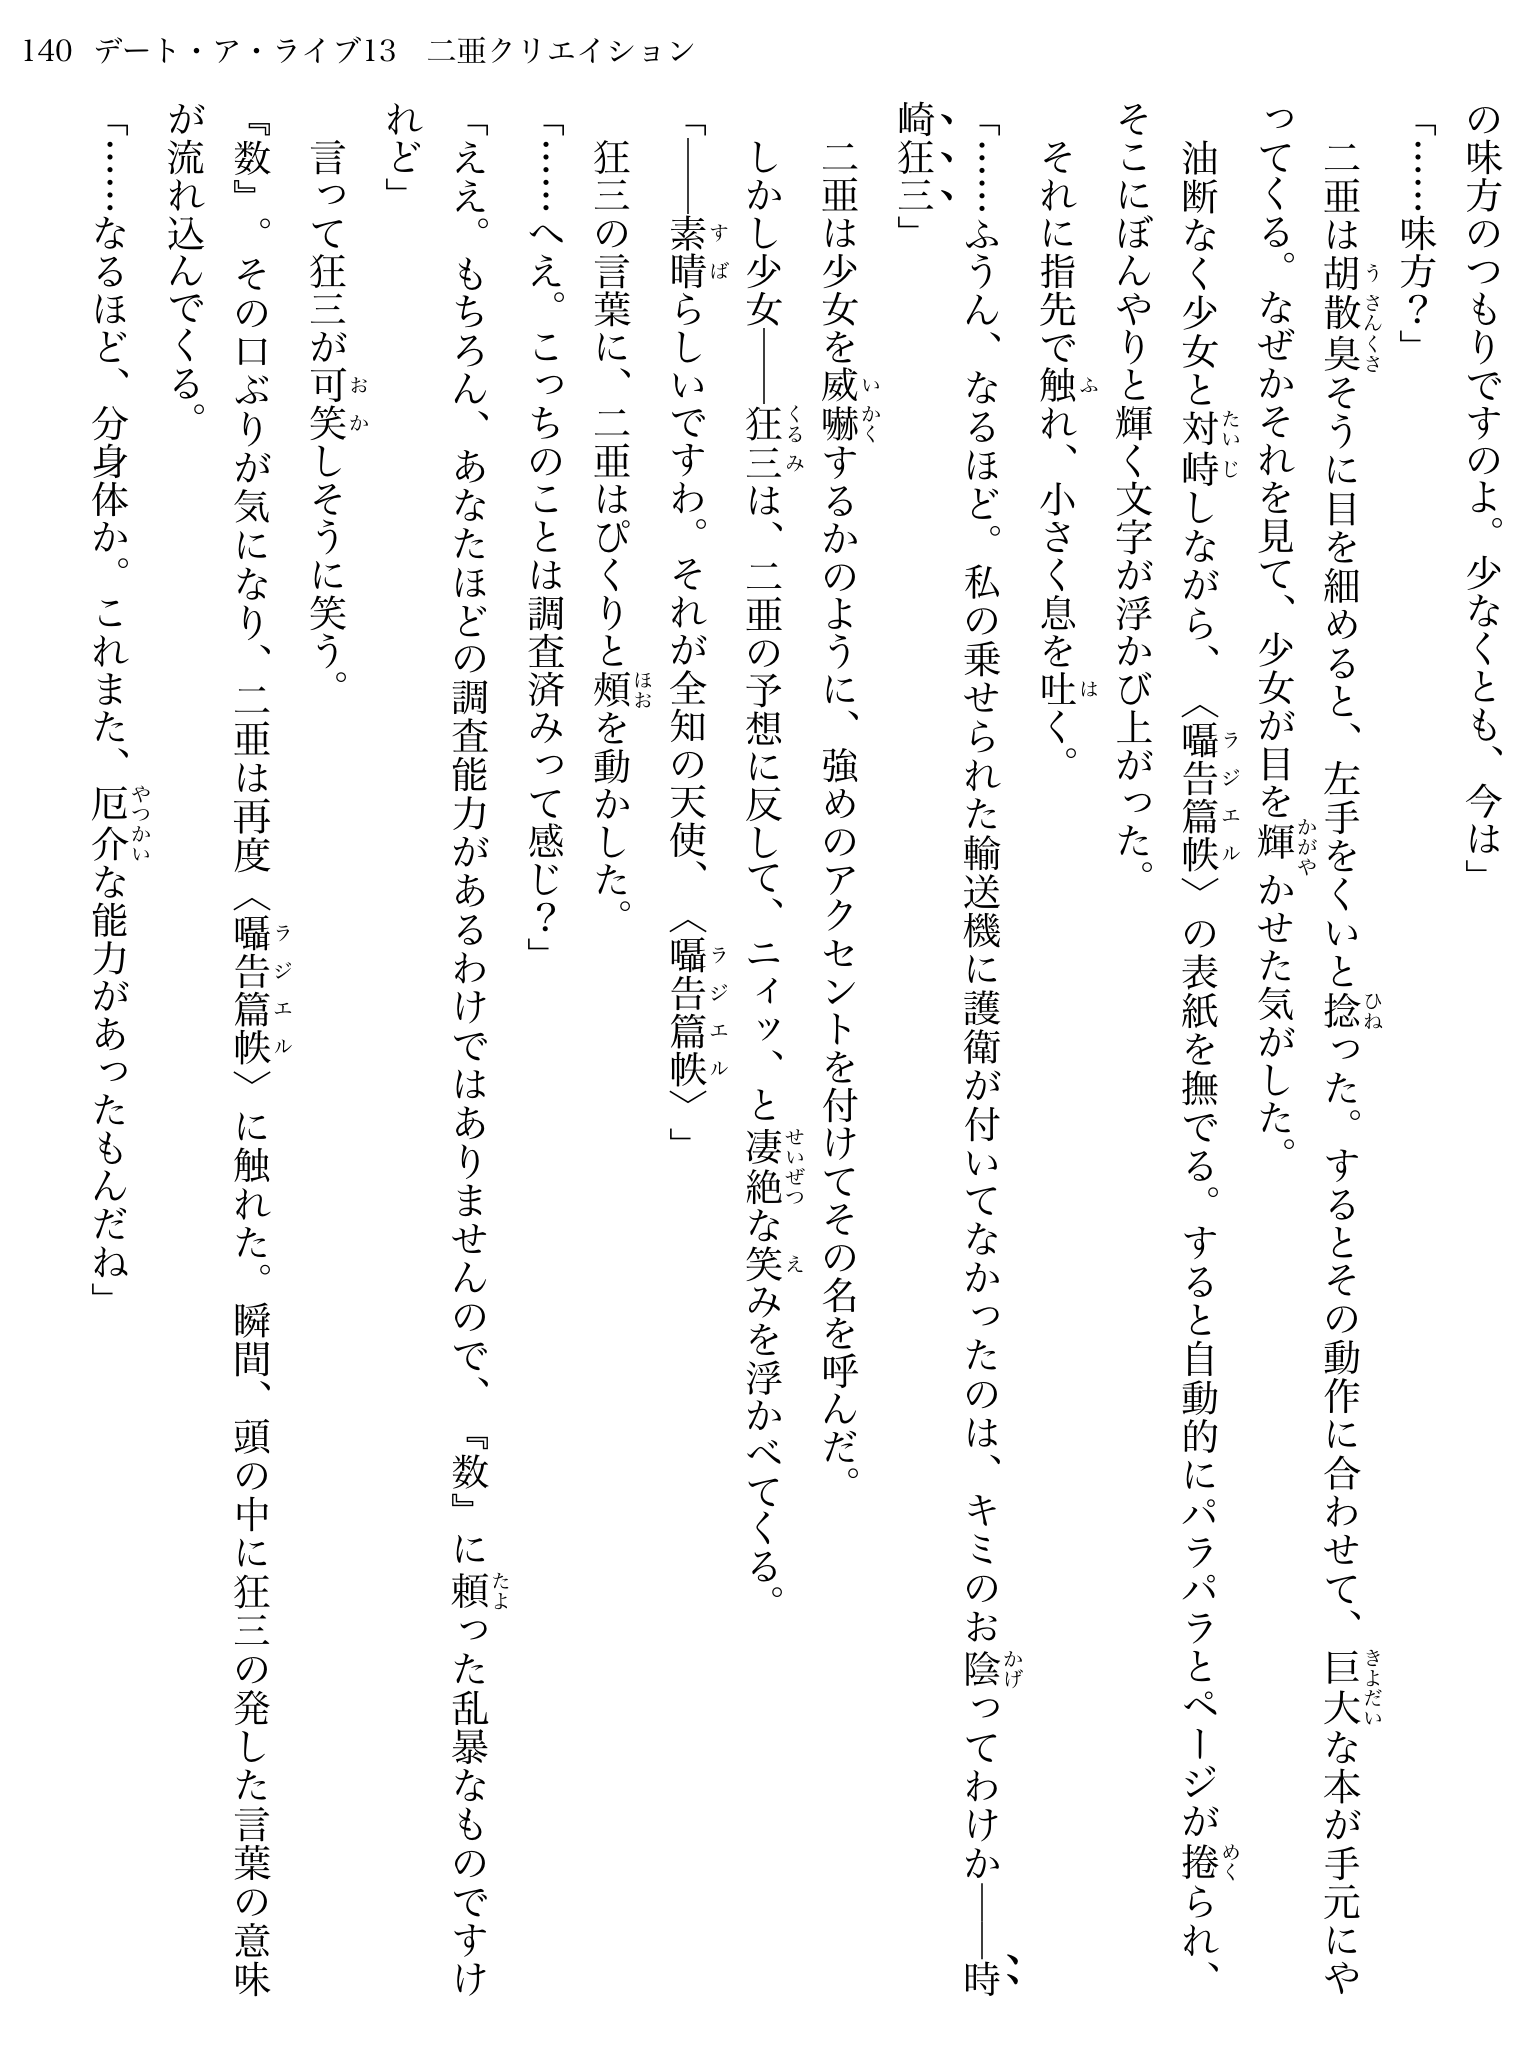 140 デート・ア・ライブ13 二亜クリエイション
の味方のつもりですのよ。少なくとも、今は」
「……味方？」
二亜は胡散臭そうに目を細めると、左手をくいと捻った。するとその動作に合わせて、巨大な本が手元にや
ってくる。なぜかそれを見て、少女が目を輝かせた気がした。
油断なく少女と対峙しながら、〈囁告篇帙〉の表紙を撫でる。すると自動的にパラパラとページが捲られ、
そこにぼんやりと輝く文字が浮かび上がった。
それに指先で触れ、小さく息を吐く。
「……ふうん、なるほど。私の乗せられた輸送機に護衛が付いてなかったのは、キミのお陰ってわけか――時
崎狂三」
二亜は少女を威嚇するかのように、強めのアクセントを付けてその名を呼んだ。
しかし少女――狂三は、二亜の予想に反して、ニィッ、と凄絶な笑みを浮かべてくる。
「――素晴らしいですわ。それが全知の天使、〈囁告篇帙〉」
狂三の言葉に、二亜はぴくりと頰を動かした。
「……へえ。こっちのことは調査済みって感じ？」
「ええ。もちろん、あなたほどの調査能力があるわけではありませんので、『数』に頼った乱暴なものですけ
れど」
言って狂三が可笑しそうに笑う。
『数』。その口ぶりが気になり、二亜は再度〈囁告篇帙〉に触れた。瞬間、頭の中に狂三の発した言葉の意味
が流れ込んでくる。
「……なるほど、分身体か。これまた、厄介な能力があったもんだね」